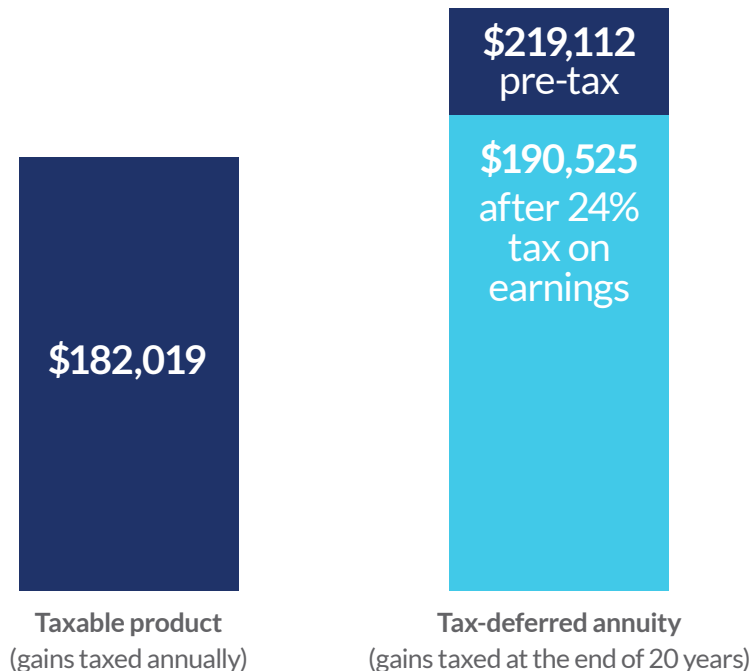 $219,112
pre-tax
$190,525
after 24%
tax on
earnings
$182,019
Taxable product
(gains taxed annually)
Tax-deferred annuity
(gains taxed at the end of 20 years)